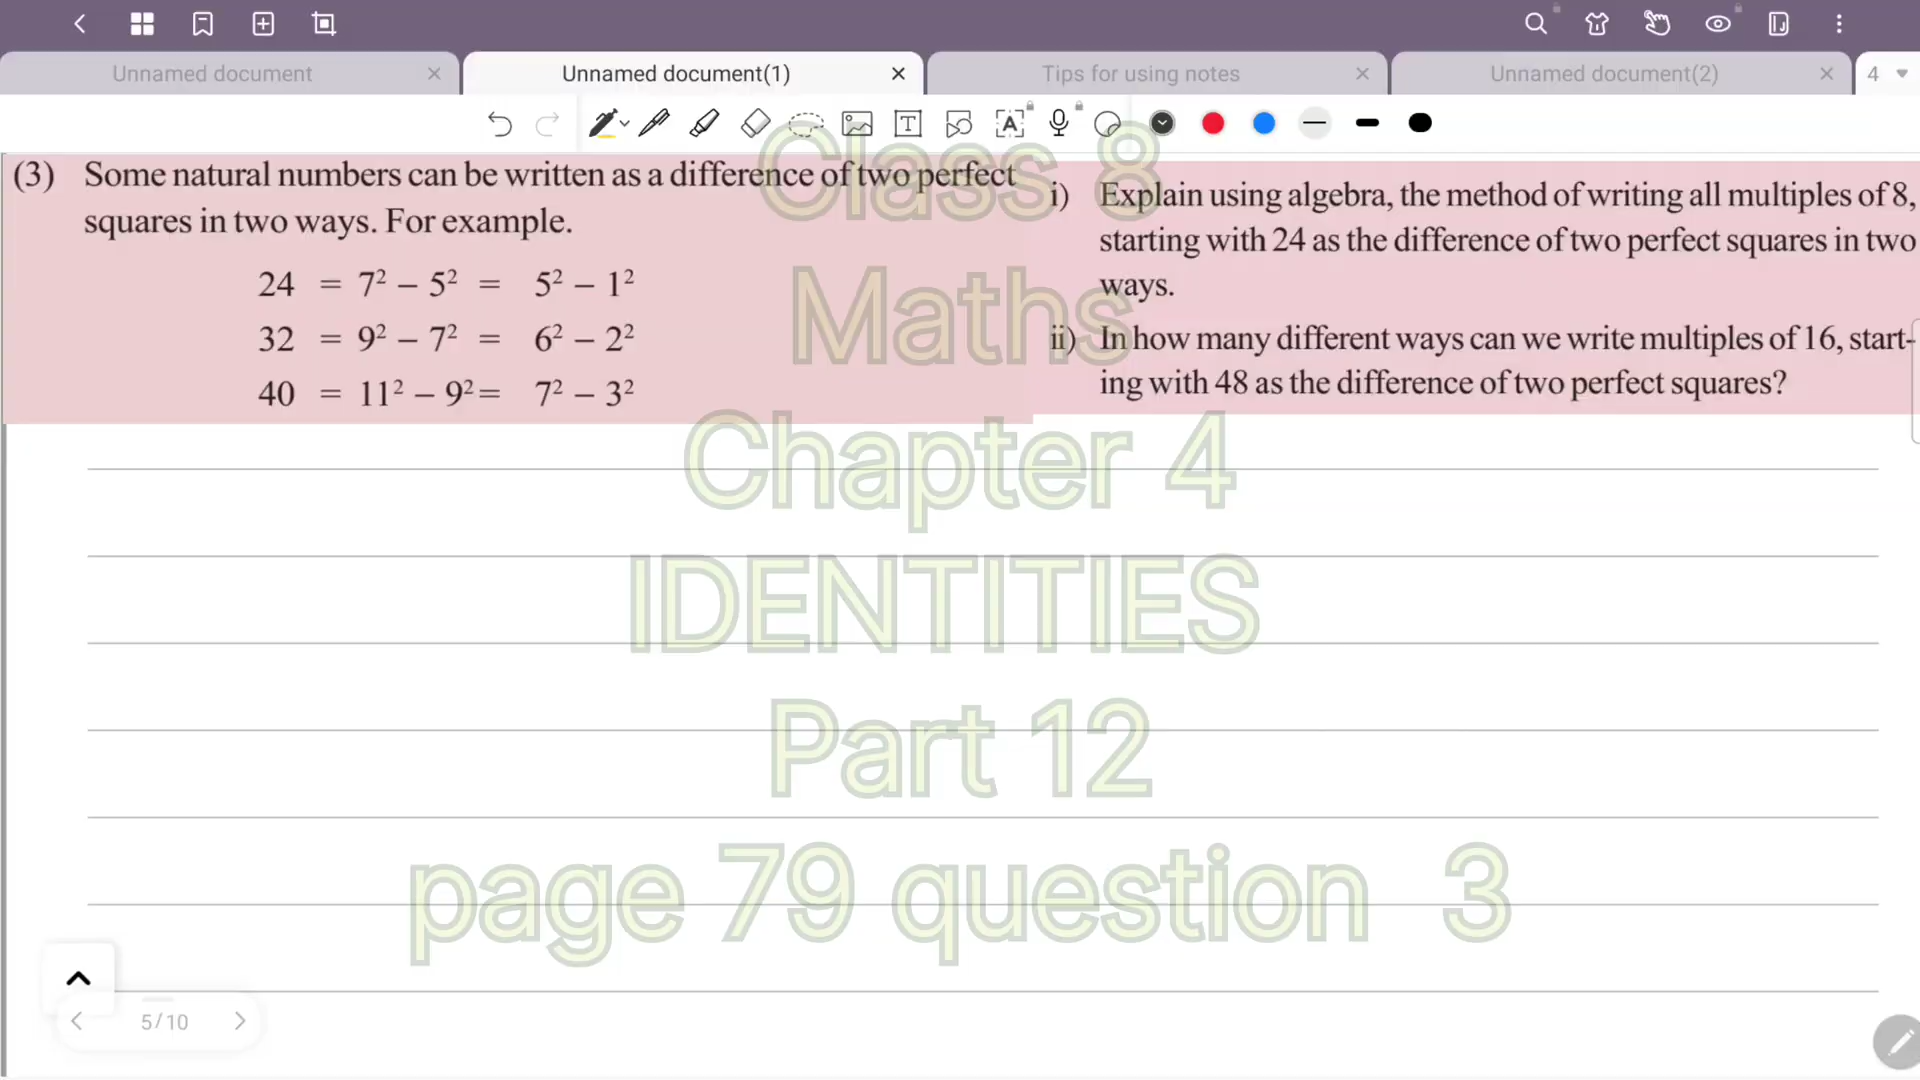 Unnamed document
Unnamed document(1)
Tips for using notes
Unnamed document(2)
4
(3) Some natural numbers can be written as a difference of two perfect
squares in two ways. For example.
24 = 7² – 5² = 5² – 1²
32 = 9² – 7² = 6² – 2²
40 = 11² – 9² = 7² – 3²
i) Explain using algebra, the method of writing all multiples of 8,
starting with 24 as the difference of two perfect squares in two
ways.
ii) In how many different ways can we write multiples of 16, start-
ing with 48 as the difference of two perfect squares?
Class 8
Maths
Chapter 4
IDENTITIES
Part 12
page 79 question 3
5/10